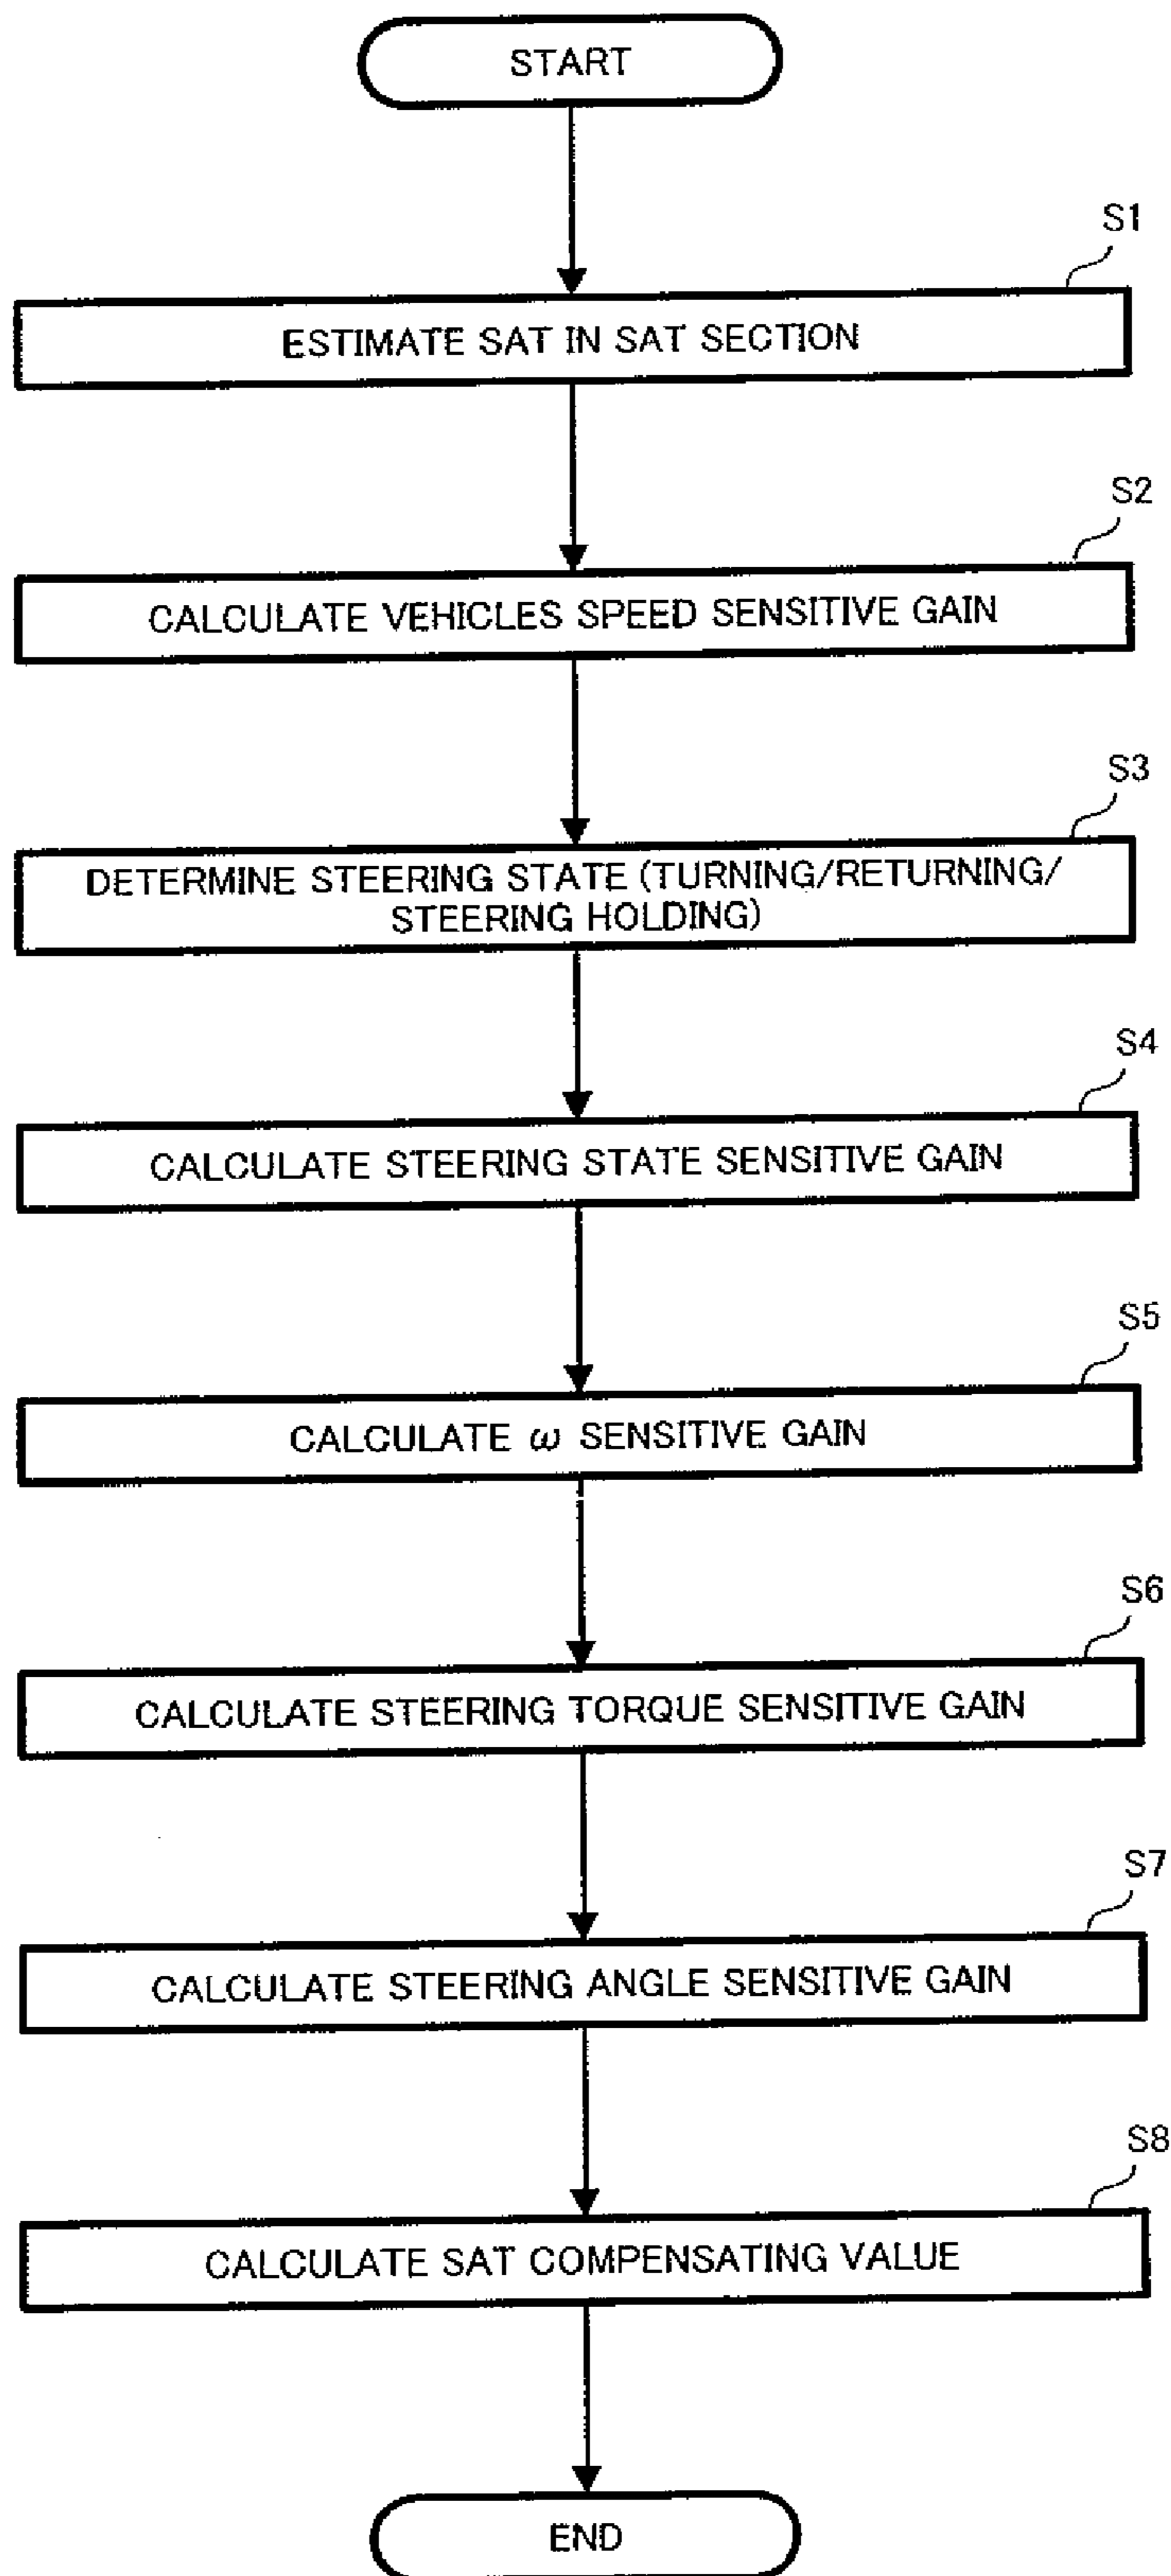 START
S1
ESTIMATE SAT IN SAT SECTION
S2
CALCULATE VEHICLES SPEED SENSITIVE GAIN
S3
DETERMINE STEERING STATE (TURNING/RETURNING/
STEERING HOLDING)
S4
CALCULATE STEERING STATE SENSITIVE GAIN
S5
CALCULATE ω SENSITIVE GAIN
S6
CALCULATE STEERING TORQUE SENSITIVE GAIN
S7
CALCULATE STEERING ANGLE SENSITIVE GAIN
S8
CALCULATE SAT COMPENSATING VALUE
END